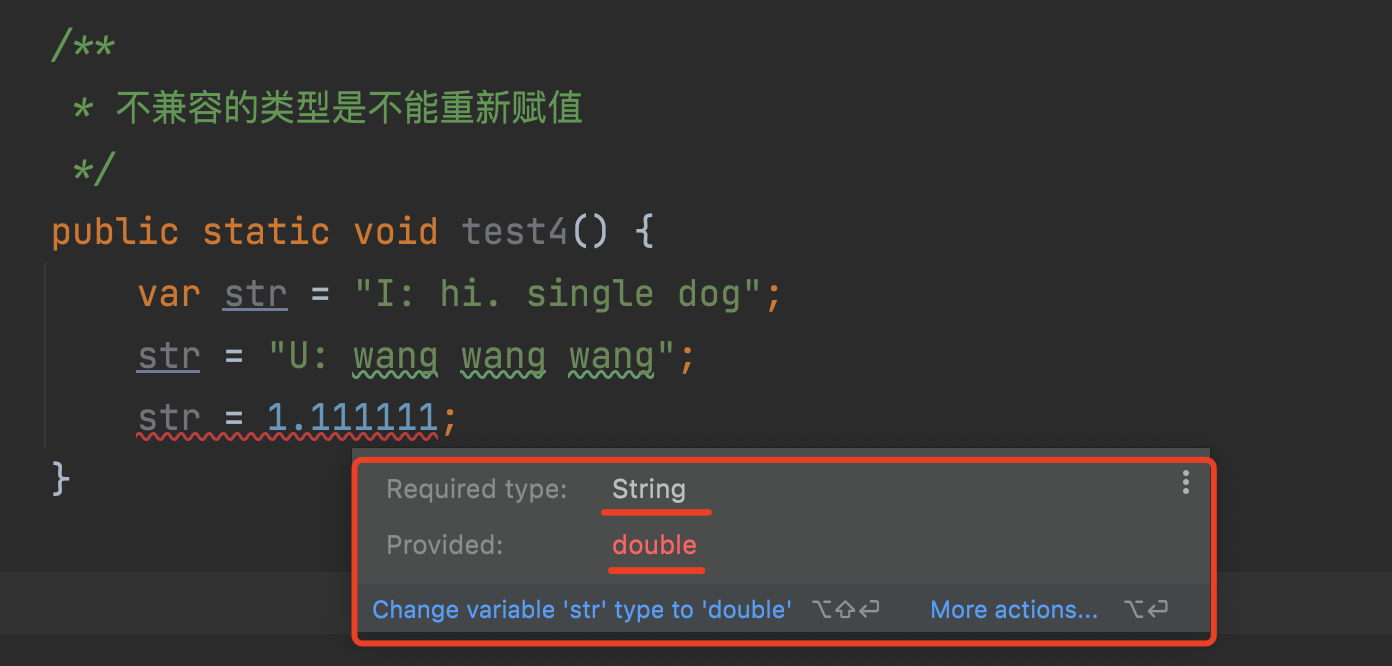 /**
* 不兼容的类型是不能重新赋值
*/
public static void test4() {
var str = "I: hi. single dog";
str = "U: wang wang wang";
str = 1.111111;
}
Required type: String
Provided: double
Change variable 'str' type to 'double' ⌥⇧⏎ More actions... ⌥⏎